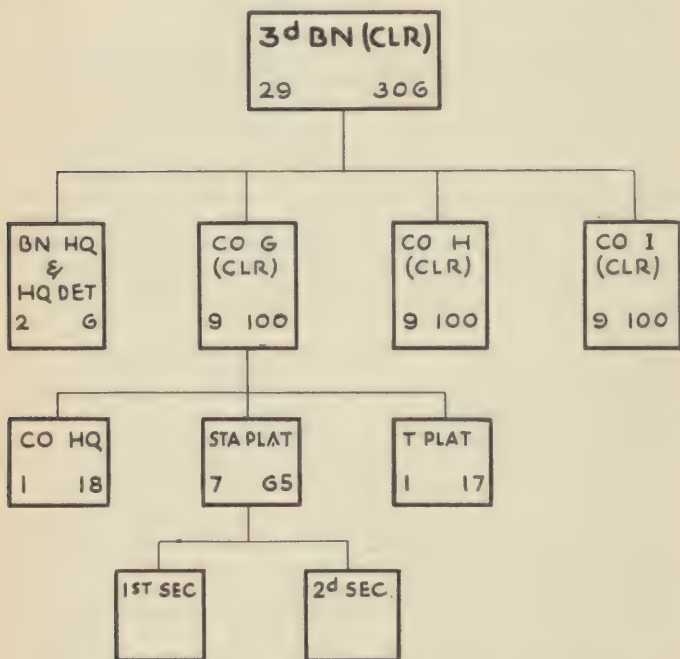 3d BN (CLR)
29 306
BN HQ
&
HQ DET
2 6
CO G
(CLR)
9 100
CO H
(CLR)
9 100
CO I
(CLR)
9 100
CO HQ
1 18
STA PLAT
7 65
T PLAT
1 17
1ST SEC
2d SEC.